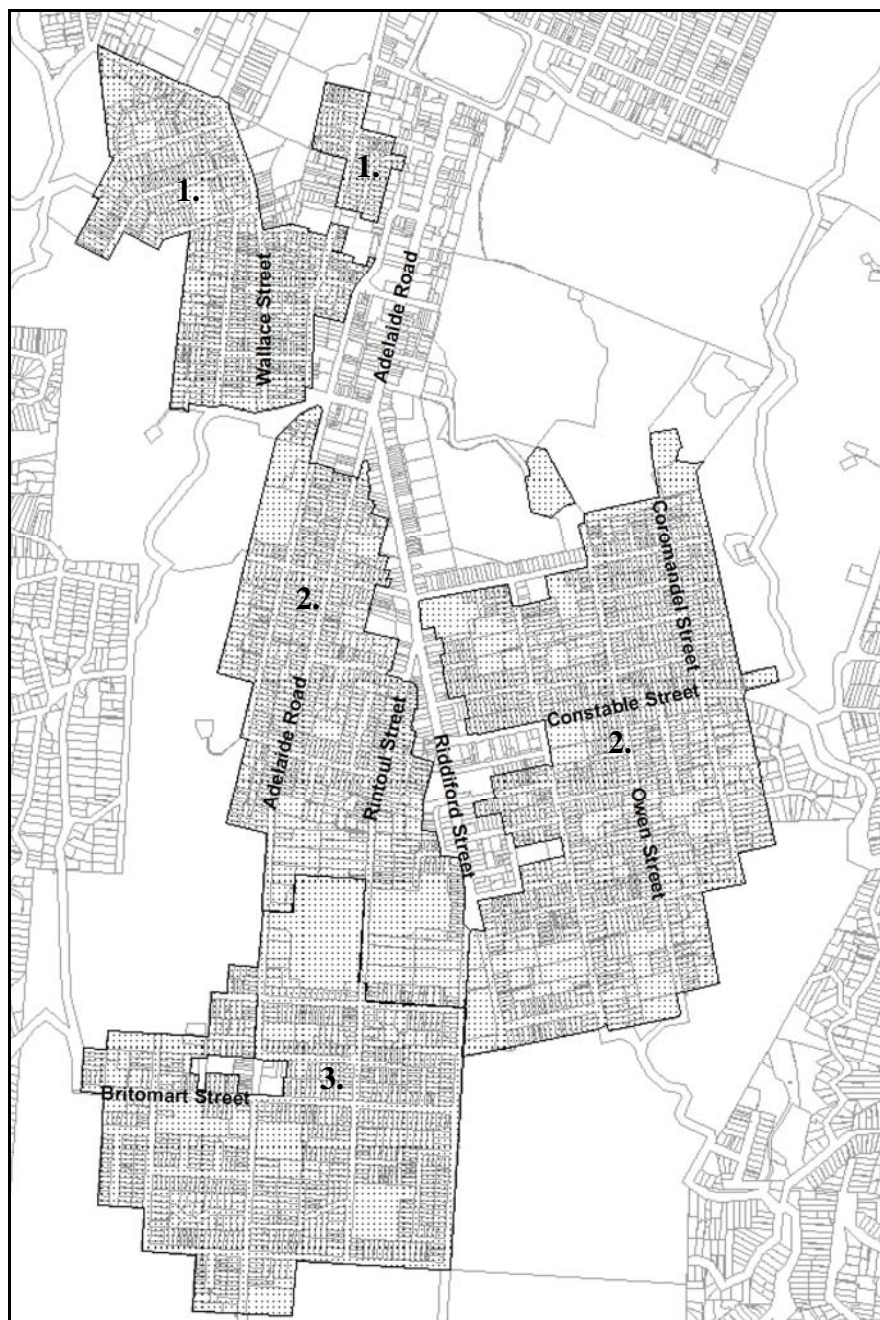 1.
1.
Wallace Street
Adelaide Road
2.
Coromandel Street
Constable Street
2.
Adelaide Road
Rintoul Street
Riddiford Street
Owen Street
3.
Britomart Street